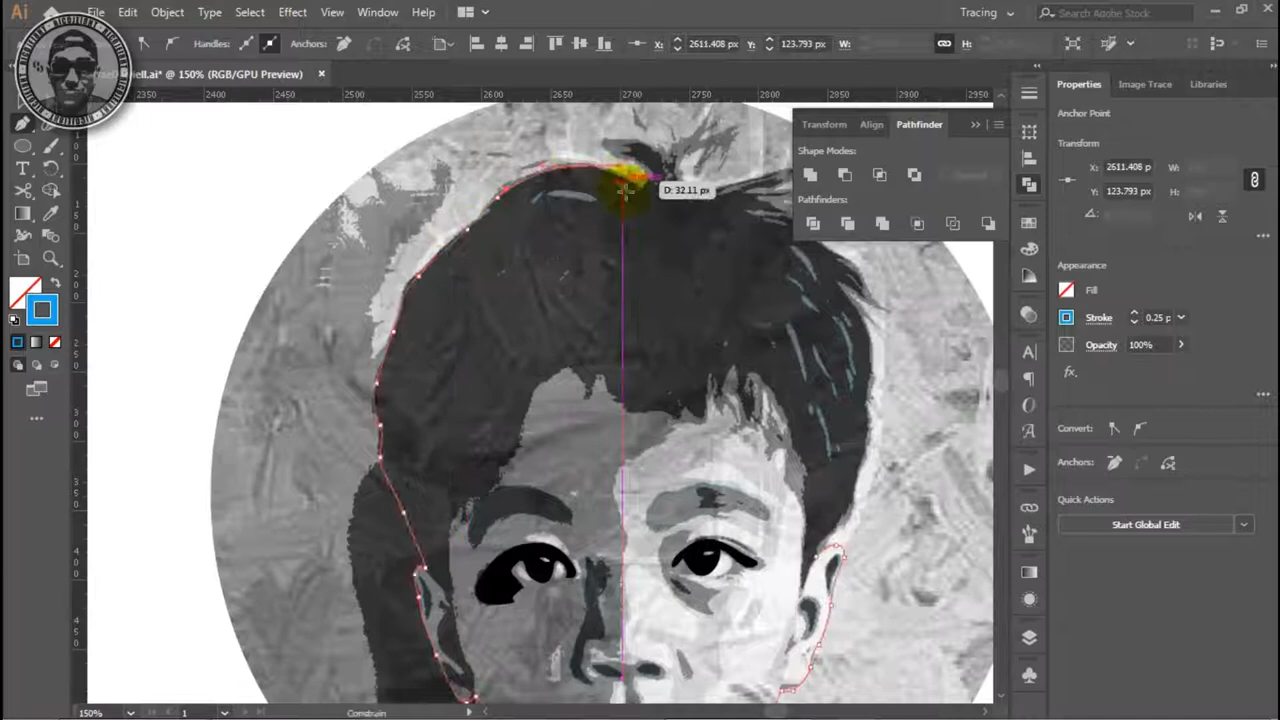 Ai File Edit Object Type Select Effect View Window Help Tracing Search Adobe Stock
Handles: Anchors: X: 2611.408 px Y: 123.793 px W: H:
ell.ai* @ 150% (RGB/GPU Preview) ×
2350 2400 2500 2550 2600 2650 2700 2750 2800 2850 2900 2950
Properties Image Trace Libraries
Transform Align Pathfinder
Anchor Point
Shape Modes:
Transform
X: 2611.408 p W:
Y: 123.793 px H:
Pathfinders:
D: 32.11 px
Appearance
Fill
Stroke 0.25 p
Opacity 100%
fx.
Convert:
Anchors:
Quick Actions
Start Global Edit
150% 1 Constrain